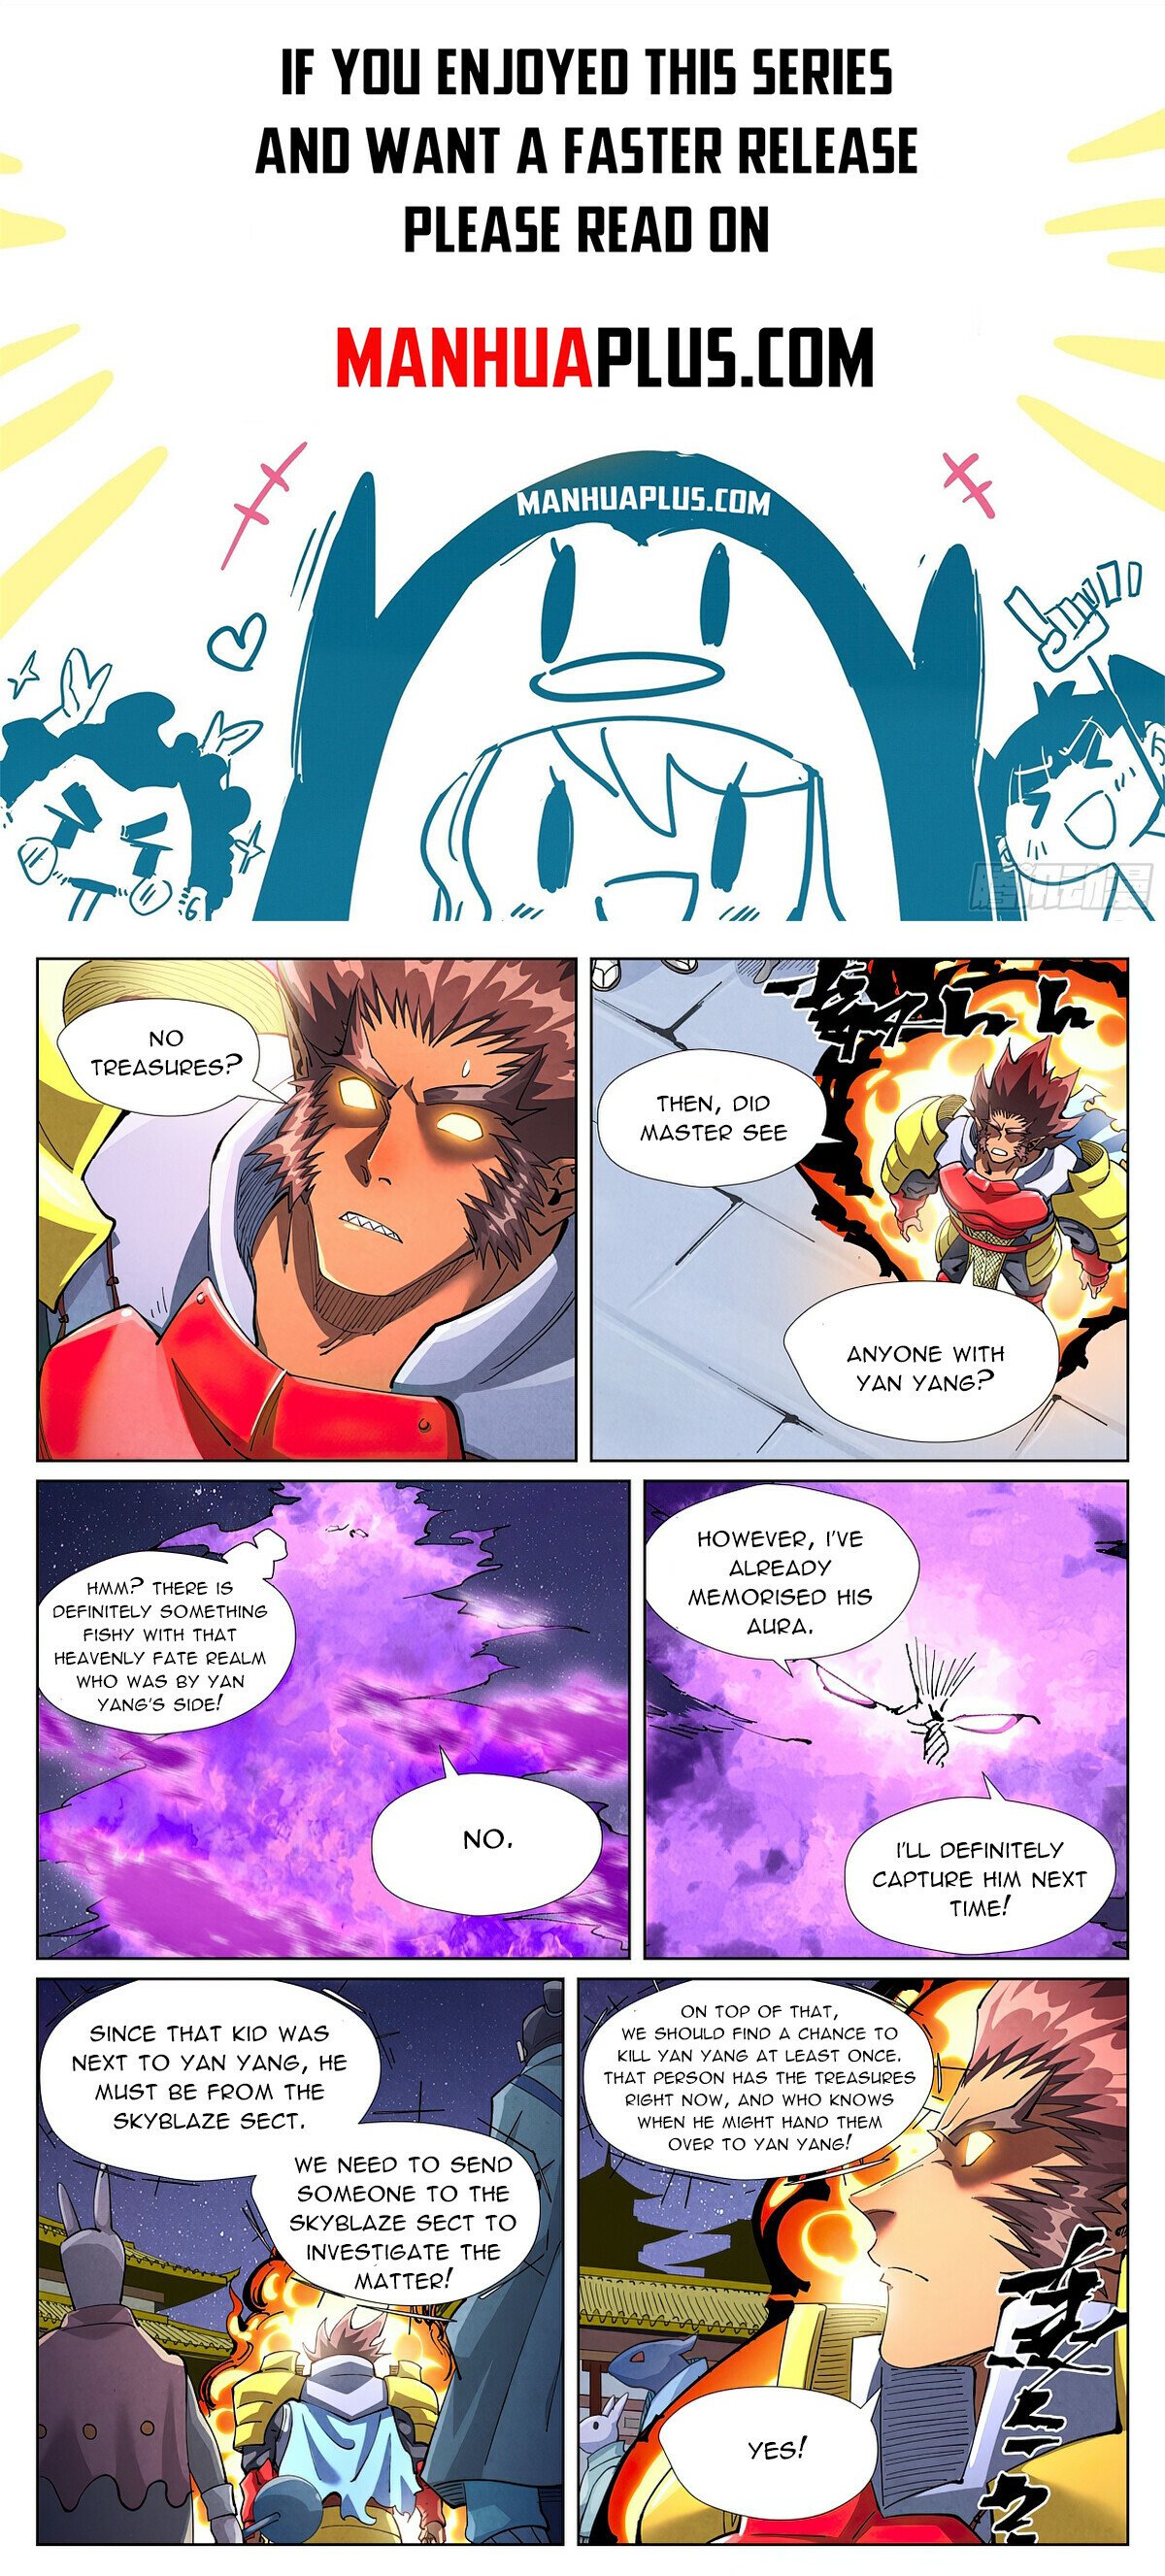 IF YOU ENJOYED THIS SERIES
AND WANT A FASTER RELEASE
PLEASE READ ON
MANHUAPLUS.COM
MANHUAPLUS.COM
腾讯动漫
NO
TREASURES?
THEN, DID
MASTER SEE
ANYONE WITH
YAN YANG?
HMM? THERE IS
DEFINITELY SOMETHING
FISHY WITH THAT
HEAVENLY FATE REALM
WHO WAS BY YAN
YANG'S SIDE!
NO.
HOWEVER, I'VE
ALREADY
MEMORISED HIS
AURA.
I'LL DEFINITELY
CAPTURE HIM NEXT
TIME!
SINCE THAT KID WAS
NEXT TO YAN YANG, HE
MUST BE FROM THE
SKYBLAZE SECT.
WE NEED TO SEND
SOMEONE TO THE
SKYBLAZE SECT TO
INVESTIGATE THE
MATTER!
ON TOP OF THAT,
WE SHOULD FIND A CHANCE TO
KILL YAN YANG AT LEAST ONCE.
THAT PERSON HAS THE TREASURES
RIGHT NOW, AND WHO KNOWS
WHEN HE MIGHT HAND THEM
OVER TO YAN YANG!
YES!